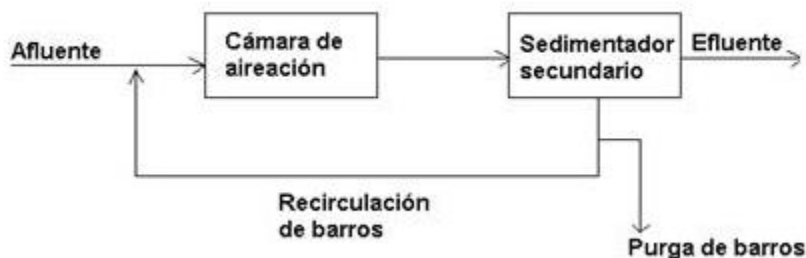 Afluente
Cámara de
aireación
Sedimentador
secundario
Efluente
Recirculación
de barros
Purga de barros